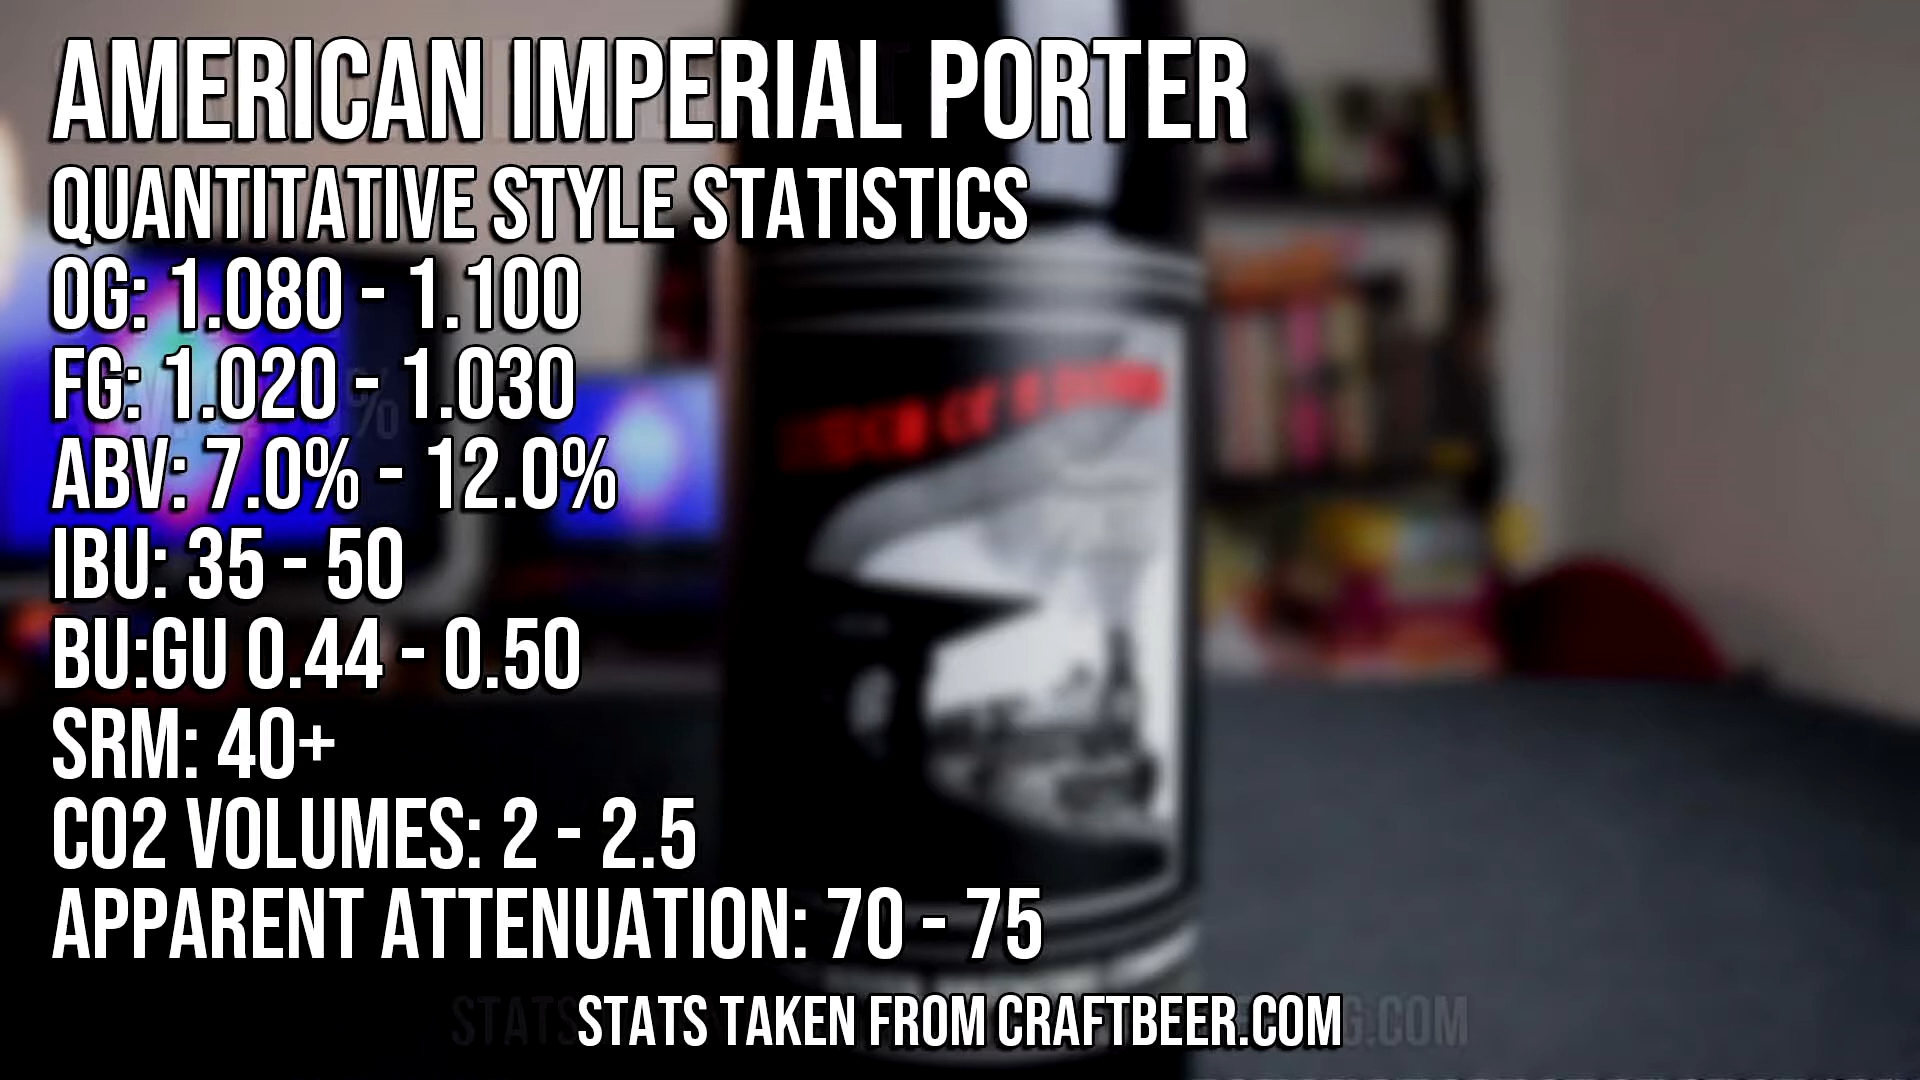 AMERICAN IMPERIAL PORTER
QUANTITATIVE STYLE STATISTICS
OG: 1.080 - 1.100
FG: 1.020 - 1.030
ABV: 7.0% - 12.0%
IBU: 35 - 50
BU:GU 0.44 - 0.50
SRM: 40+
CO2 VOLUMES: 2 - 2.5
APPARENT ATTENUATION: 70 - 75
STATS TAKEN FROM CRAFTBEER.COM